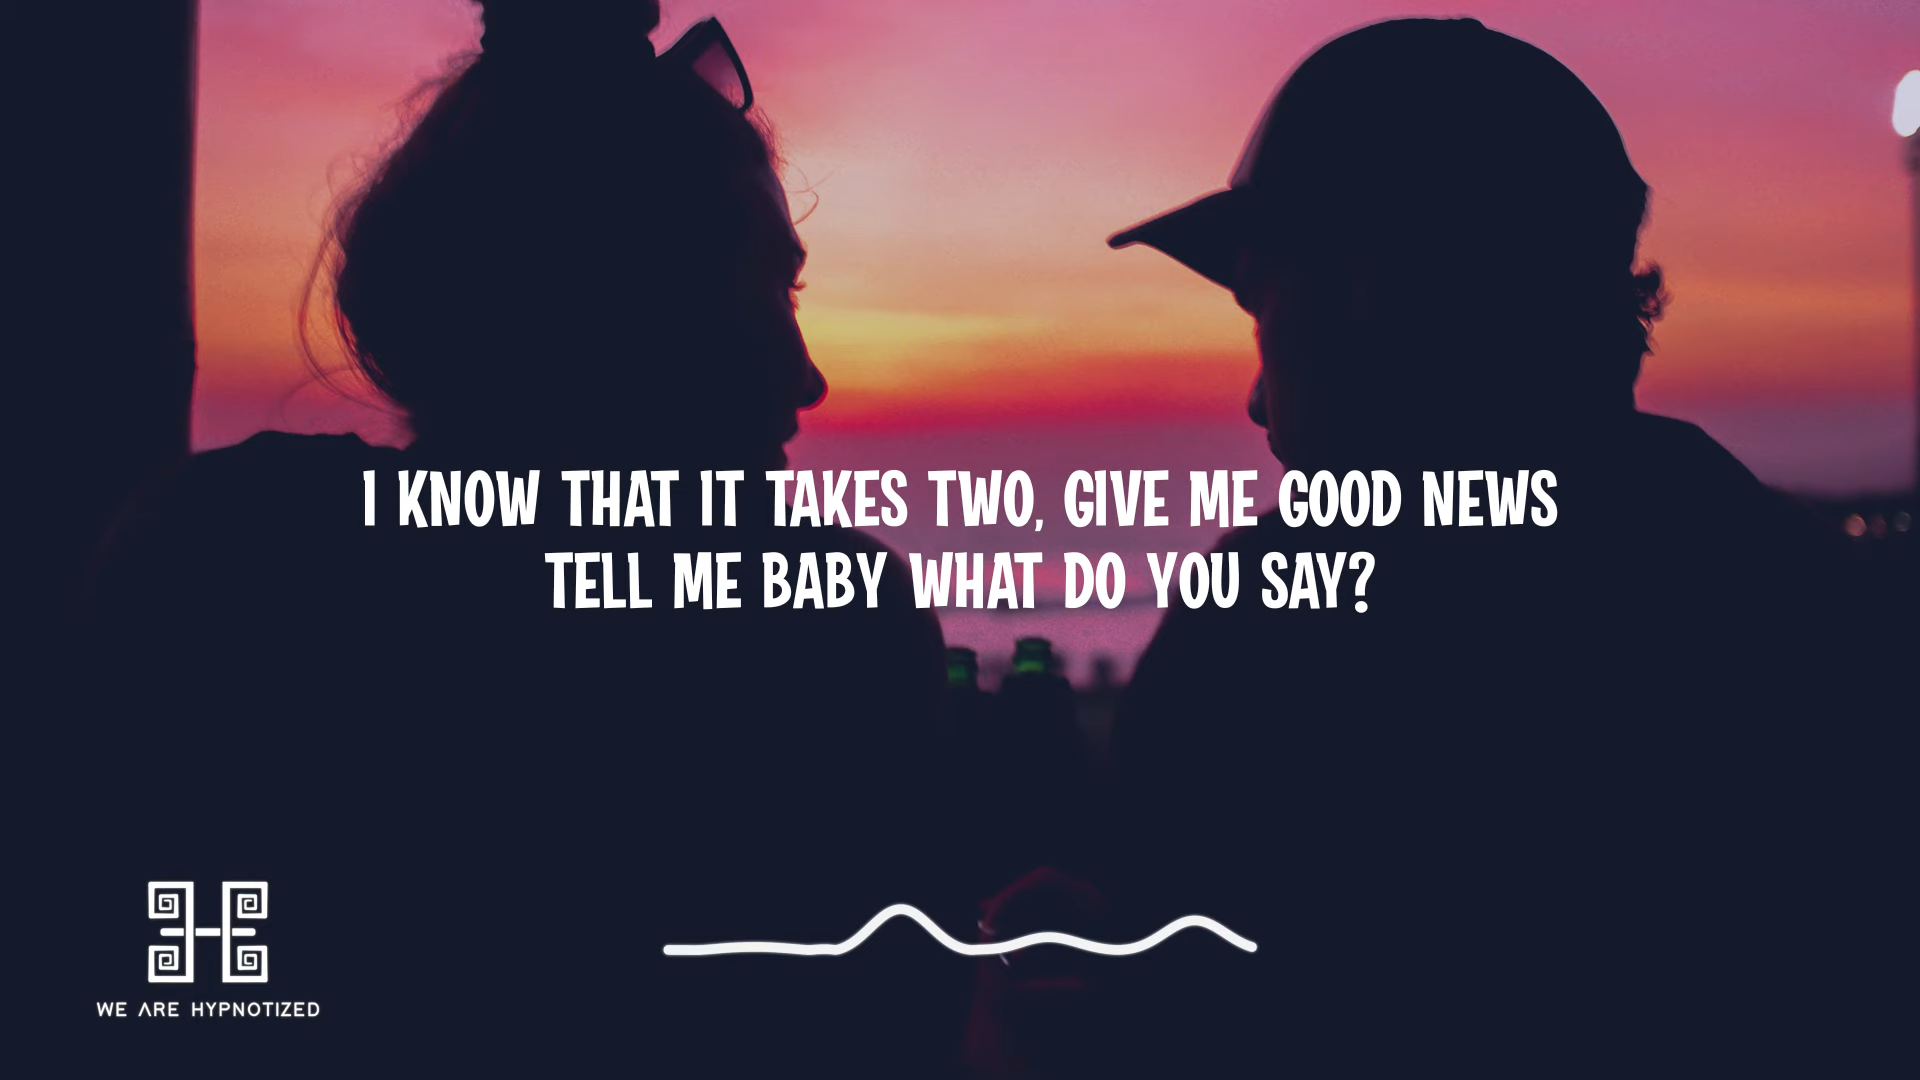 I KNOW THAT IT TAKES TWO, GIVE ME GOOD NEWS
TELL ME BABY WHAT DO YOU SAY?
WE ARE HYPNOTIZED